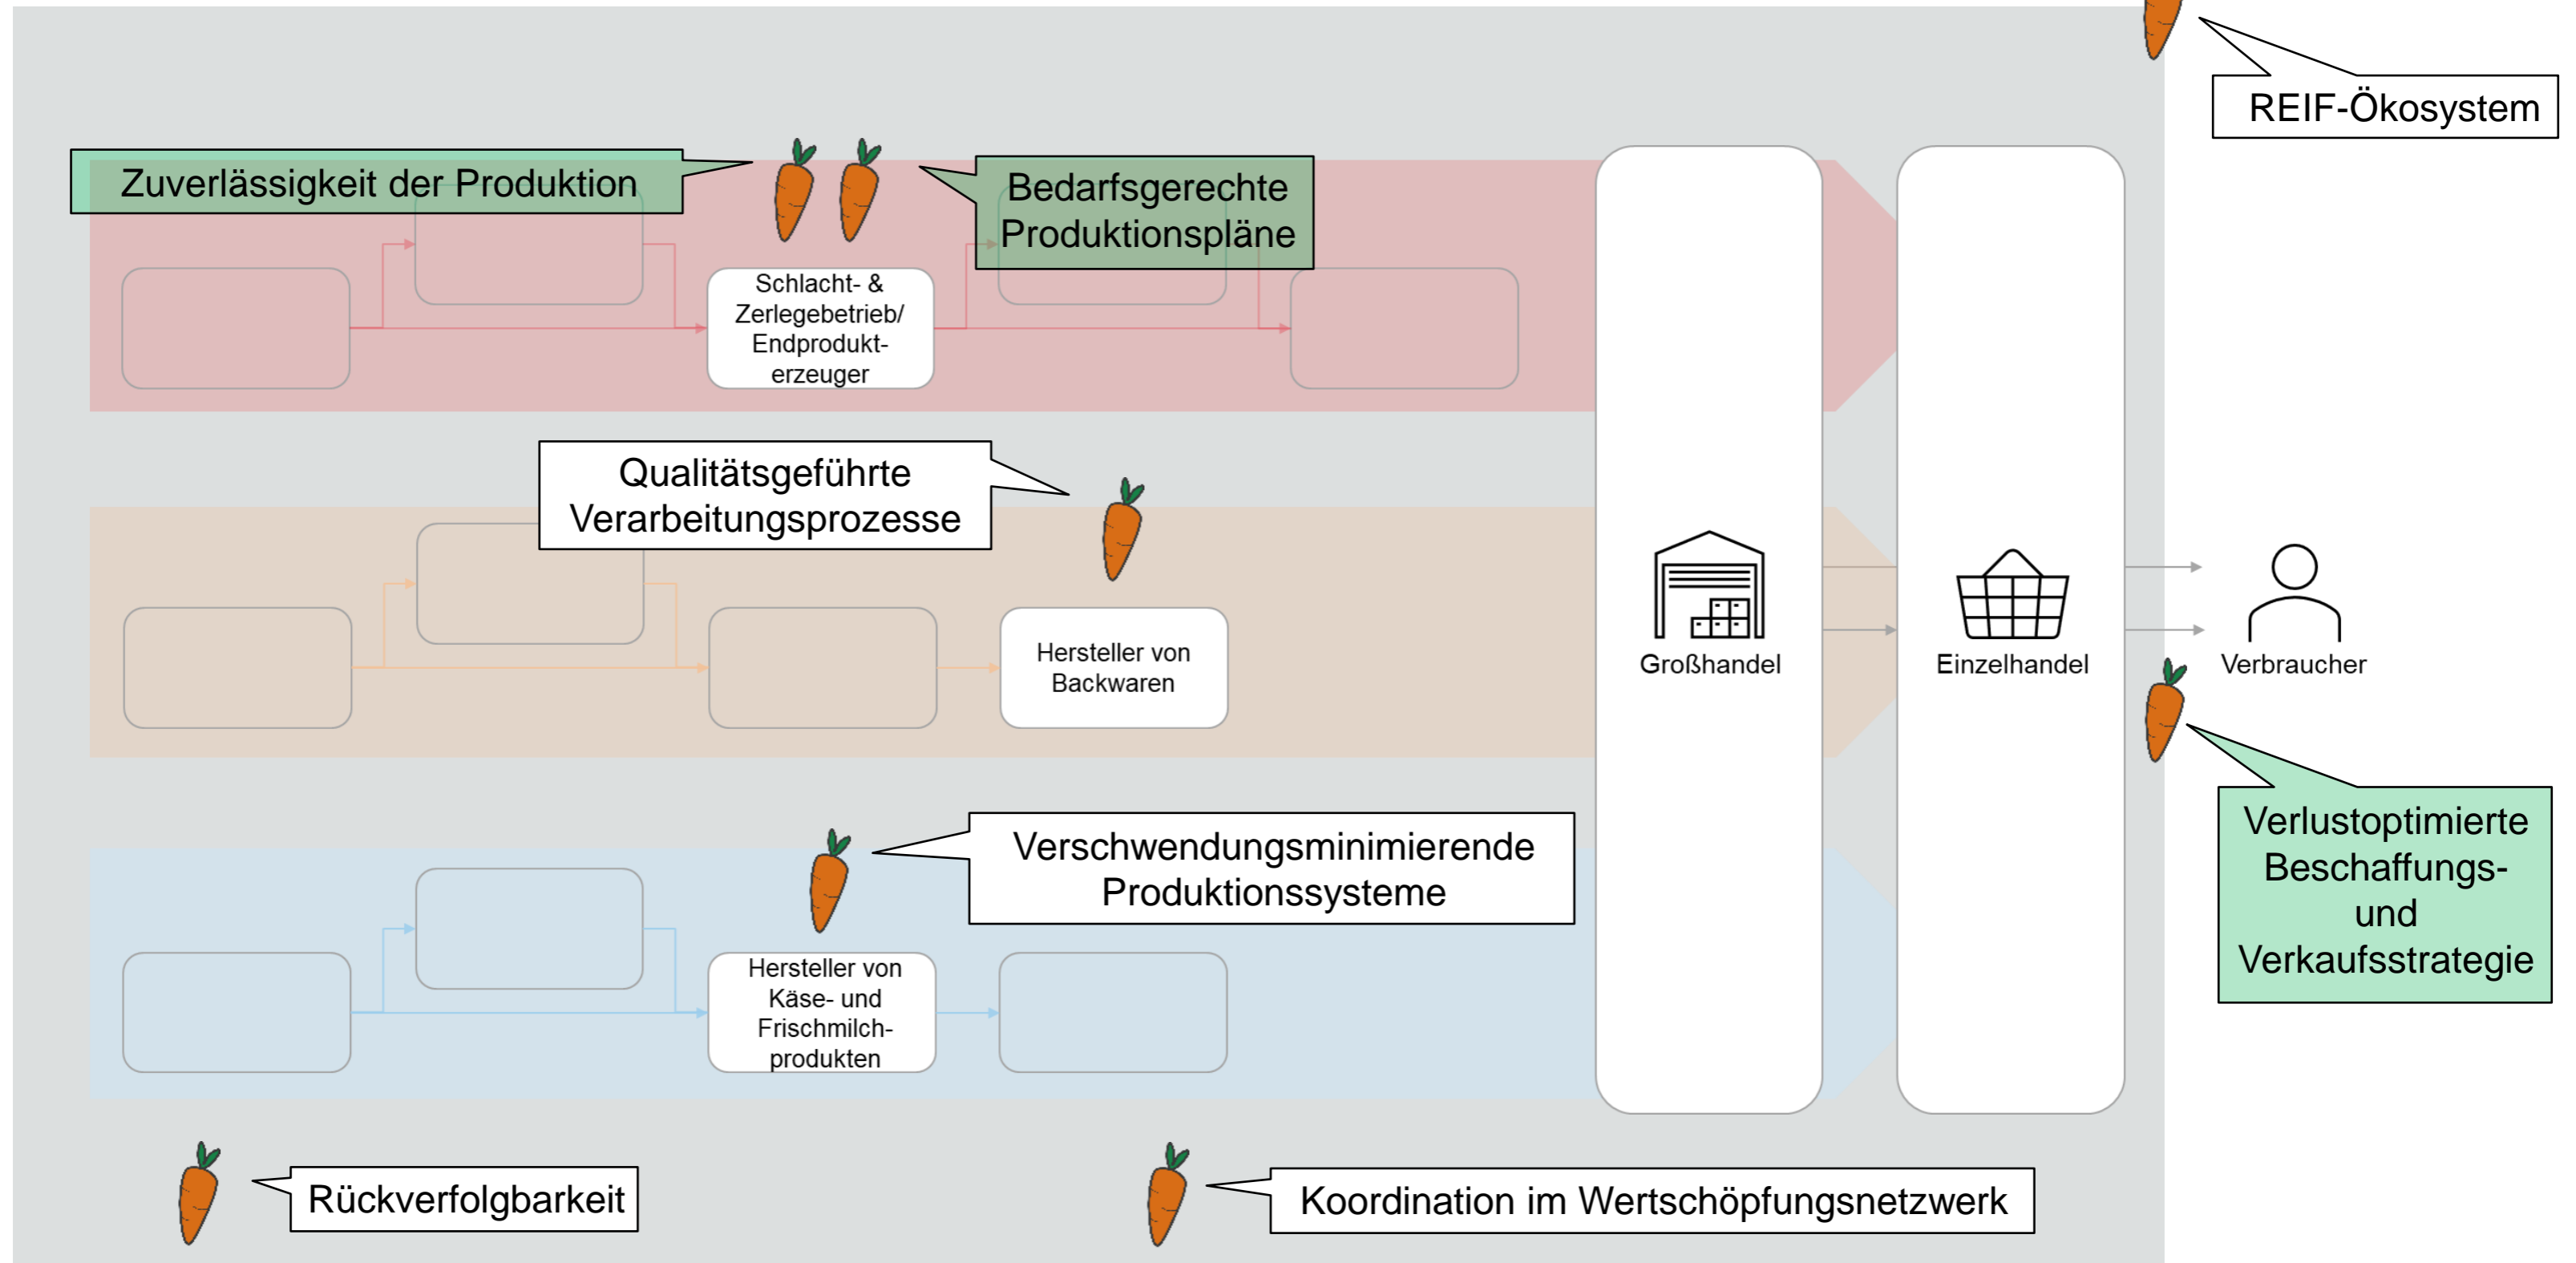 REIF-Ökosystem
Zuverlässigkeit der Produktion
Bedarfsgerechte
Produktionspläne
Schlacht- &
Zerlegebetrieb/
Endprodukt-
erzeuger
Qualitätsgeführte
Verarbeitungsprozesse
Hersteller von
Backwaren
Großhandel
Einzelhandel
Verbraucher
Verlustoptimierte
Beschaffungs-
und
Verkaufsstrategie
Verschwendungsminimierende
Produktionssysteme
Hersteller von
Käse- und
Frischmilch-
produkten
Rückverfolgbarkeit
Koordination im Wertschöpfungsnetzwerk